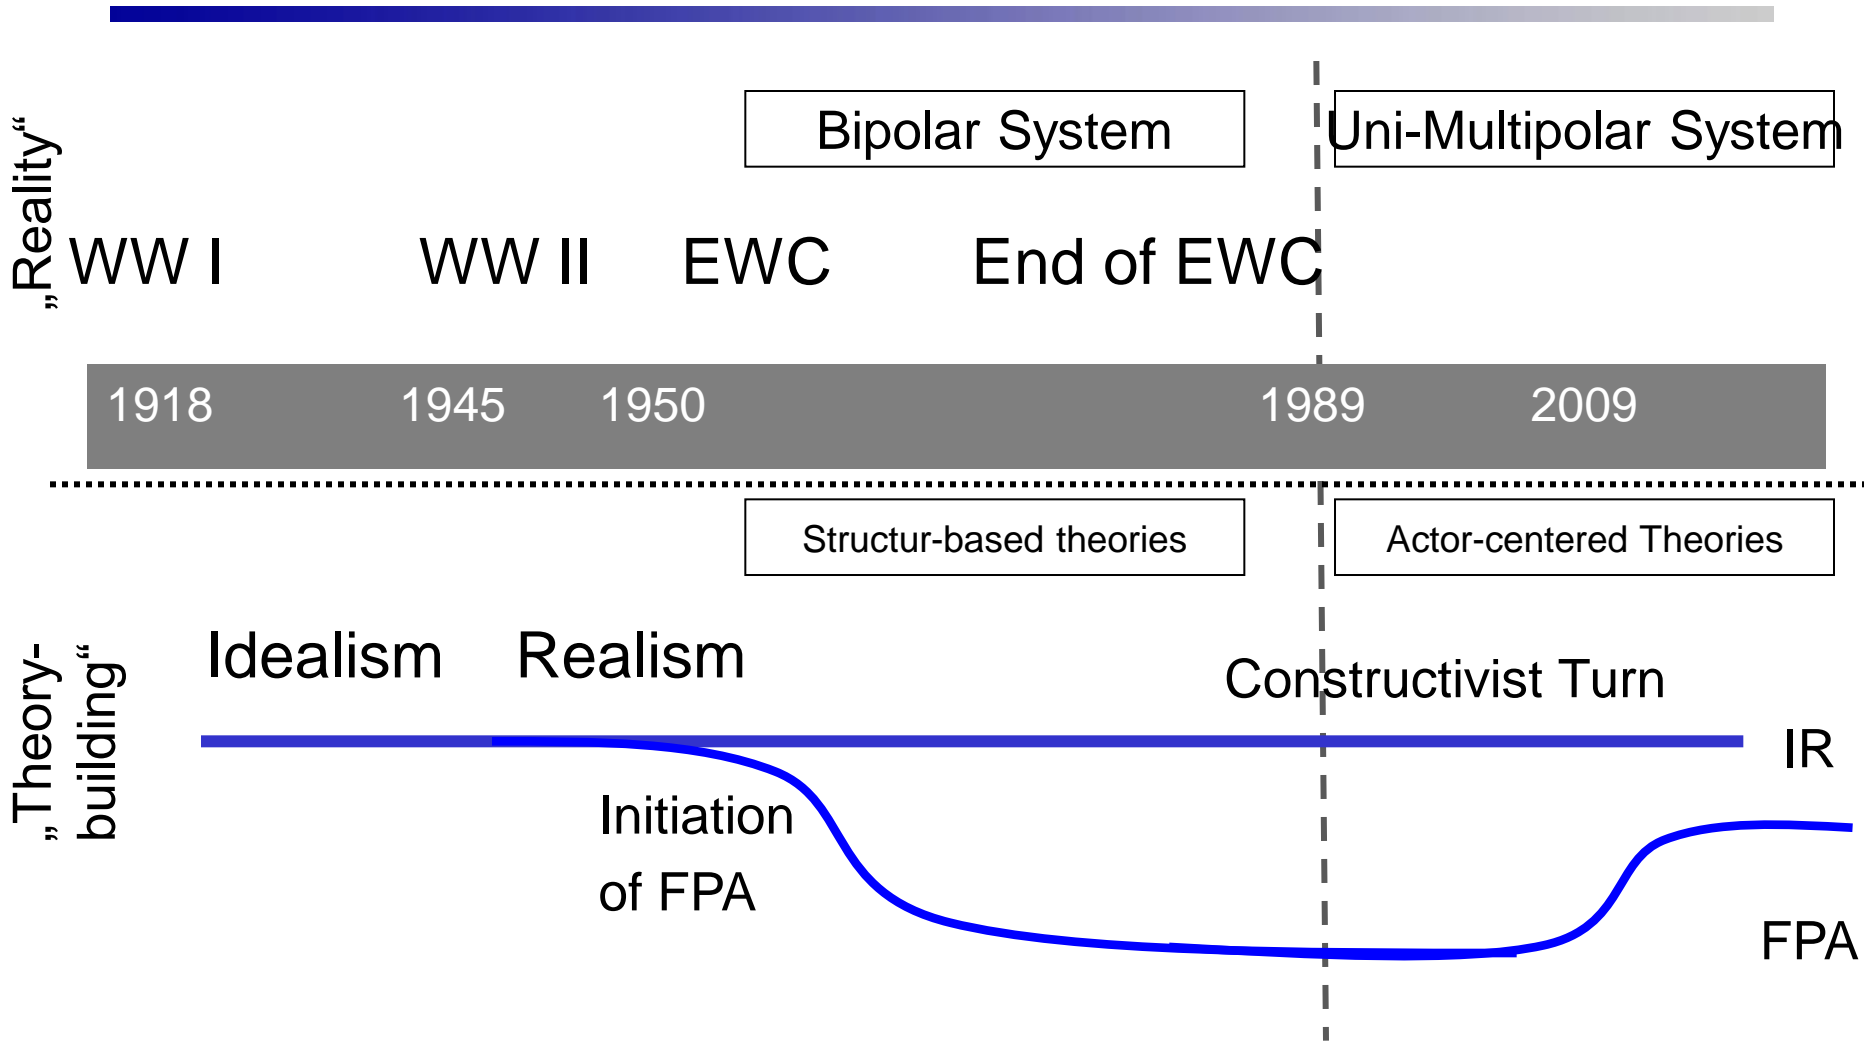 „Reality“
Bipolar System
Uni-Multipolar System
WW I
WW II
EWC
End of EWC
1918
1945
1950
1989
2009
Structur-based theories
Actor-centered Theories
„Theory-
building“
Idealism
Realism
Constructivist Turn
IR
Initiation
of FPA
FPA